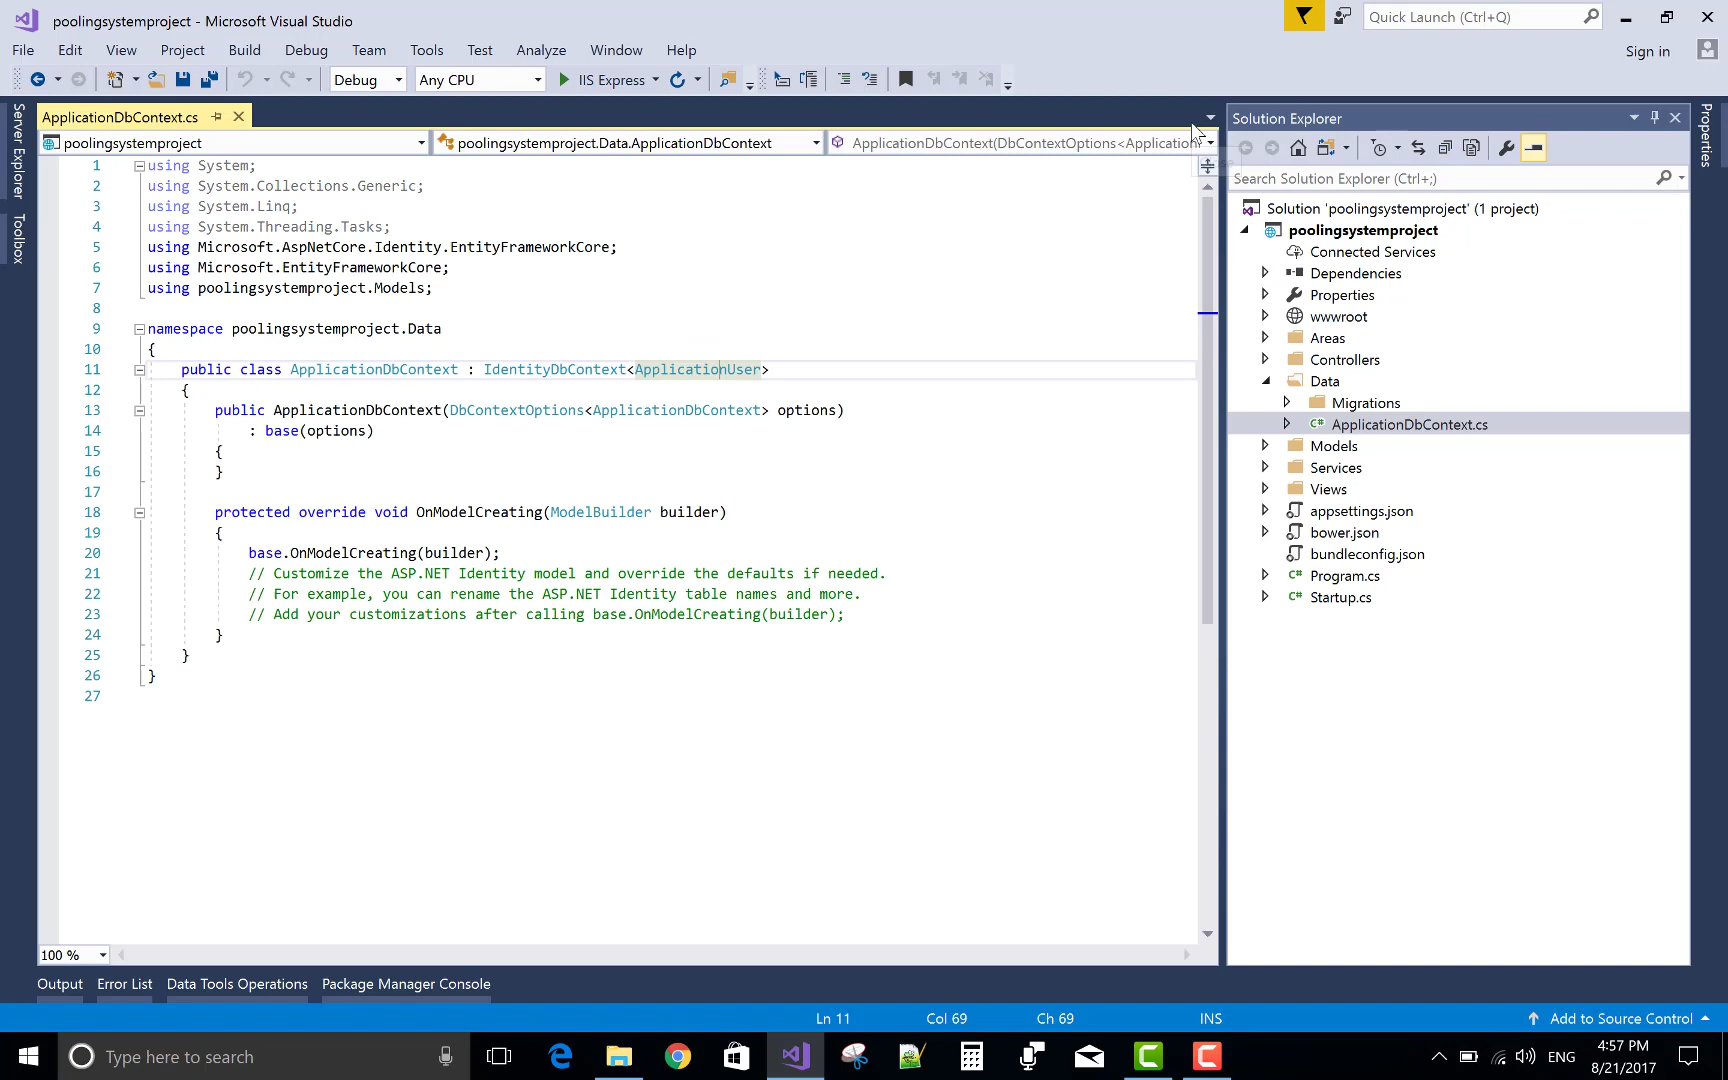 poolingsystemproject - Microsoft Visual Studio
Quick Launch (Ctrl+Q)
File Edit View Project Build Debug Team Tools Test Analyze Window Help
Sign in
Debug Any CPU IIS Express
Server Explorer
Toolbox
ApplicationDbContext.cs
poolingsystemproject poolingsystemproject.Data.ApplicationDbContext ApplicationDbContext(DbContextOptions<Application
1 using System;
2 using System.Collections.Generic;
3 using System.Linq;
4 using System.Threading.Tasks;
5 using Microsoft.AspNetCore.Identity.EntityFrameworkCore;
6 using Microsoft.EntityFrameworkCore;
7 using poolingsystemproject.Models;
8
9 namespace poolingsystemproject.Data
10 {
11 public class ApplicationDbContext : IdentityDbContext<ApplicationUser>
12 {
13 public ApplicationDbContext(DbContextOptions<ApplicationDbContext> options)
14 : base(options)
15 {
16 }
17
18 protected override void OnModelCreating(ModelBuilder builder)
19 {
20 base.OnModelCreating(builder);
21 // Customize the ASP.NET Identity model and override the defaults if needed.
22 // For example, you can rename the ASP.NET Identity table names and more.
23 // Add your customizations after calling base.OnModelCreating(builder);
24 }
25 }
26 }
27
100 %
Solution Explorer
Search Solution Explorer (Ctrl+;)
Solution 'poolingsystemproject' (1 project)
poolingsystemproject
Connected Services
Dependencies
Properties
wwwroot
Areas
Controllers
Data
Migrations
C# ApplicationDbContext.cs
Models
Services
Views
appsettings.json
bower.json
bundleconfig.json
C# Program.cs
C# Startup.cs
Properties
Output Error List Data Tools Operations Package Manager Console
Ln 11 Col 69 Ch 69 INS Add to Source Control
Type here to search
ENG
4:57 PM
8/21/2017